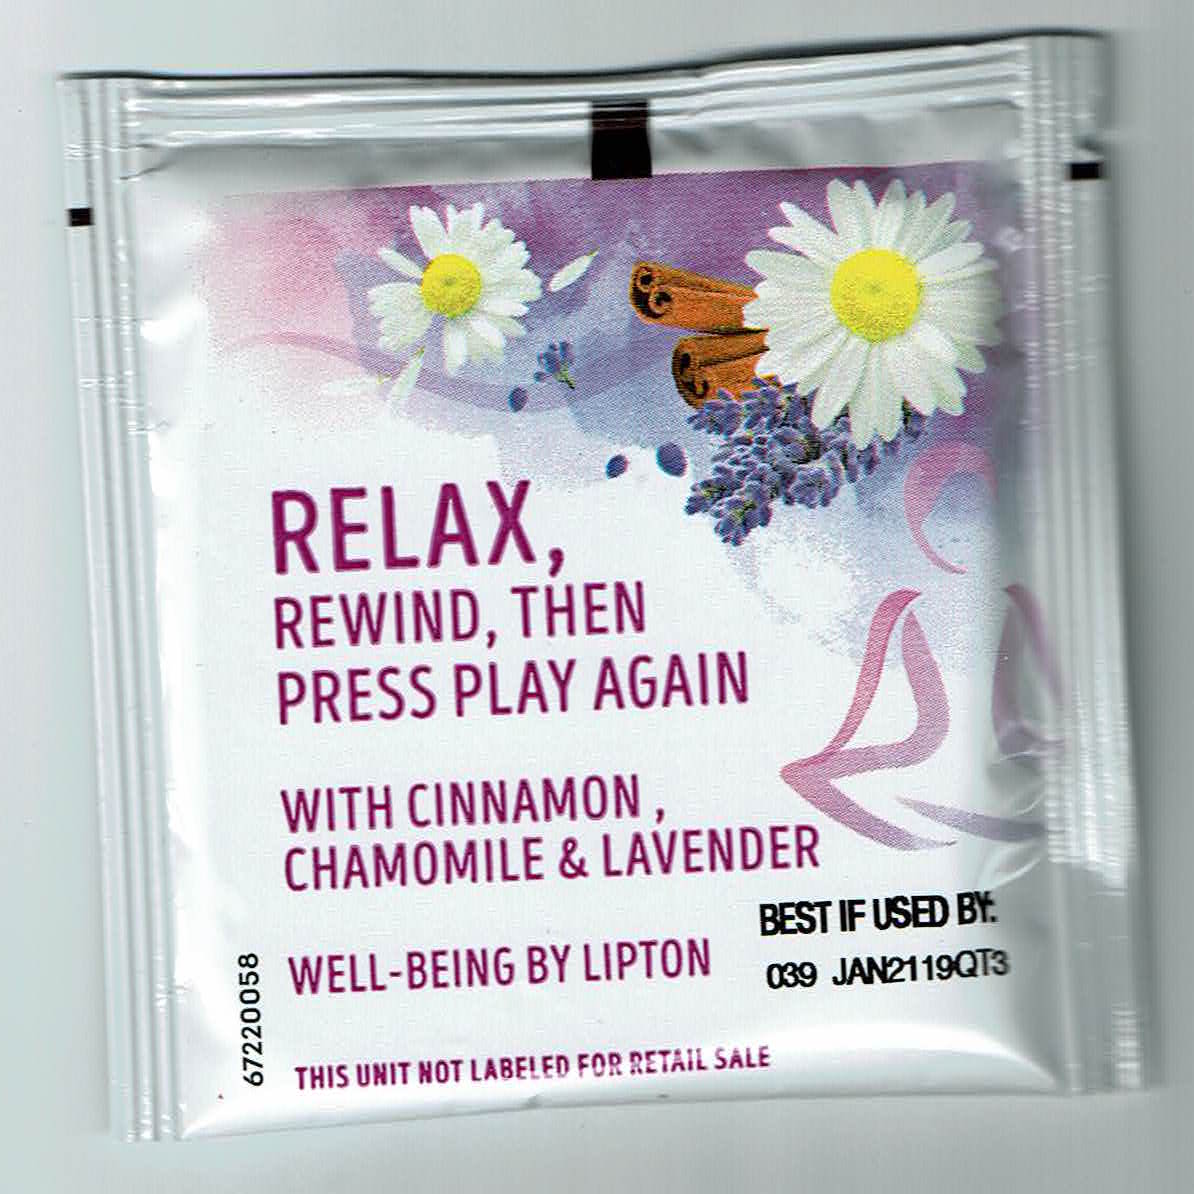 RELAX,
REWIND, THEN
PRESS PLAY AGAIN
WITH CINNAMON ,
CHAMOMILE & LAVENDER
WELL-BEING BY LIPTON
BEST IF USED BY:
039 JAN2119QT3
67220058
THIS UNIT NOT LABELED FOR RETAIL SALE